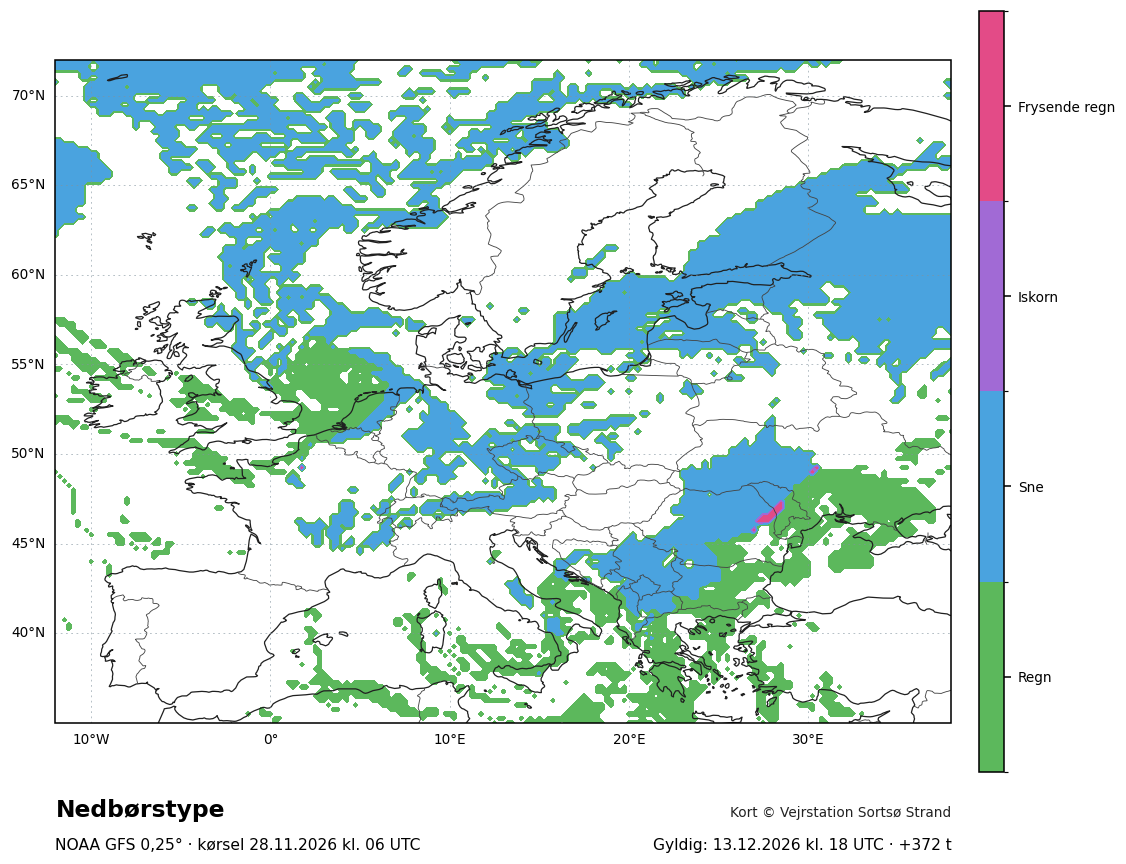 Frysende regn
Iskorn
Sne
Regn
70°N
65°N
60°N
55°N
50°N
45°N
40°N
10°W
0°
10°E
20°E
30°E
Nedbørstype
Kort © Vejrstation Sortsø Strand
NOAA GFS 0,25° · kørsel 28.11.2026 kl. 06 UTC
Gyldig: 13.12.2026 kl. 18 UTC · +372 t